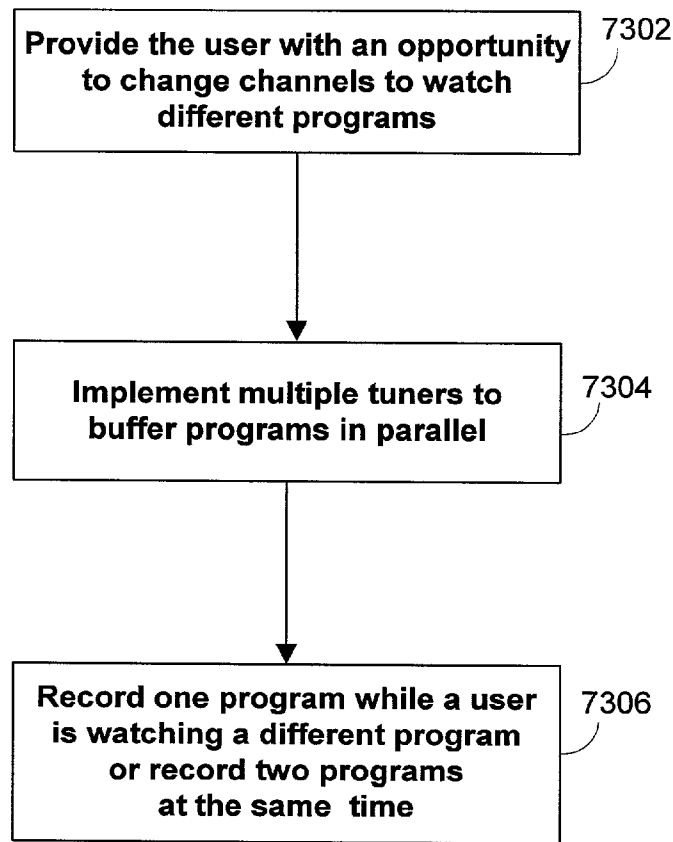 Provide the user with an opportunity
to change channels to watch
different programs
7302
Implement multiple tuners to
buffer programs in parallel
7304
Record one program while a user
is watching a different program
or record two programs
at the same time
7306